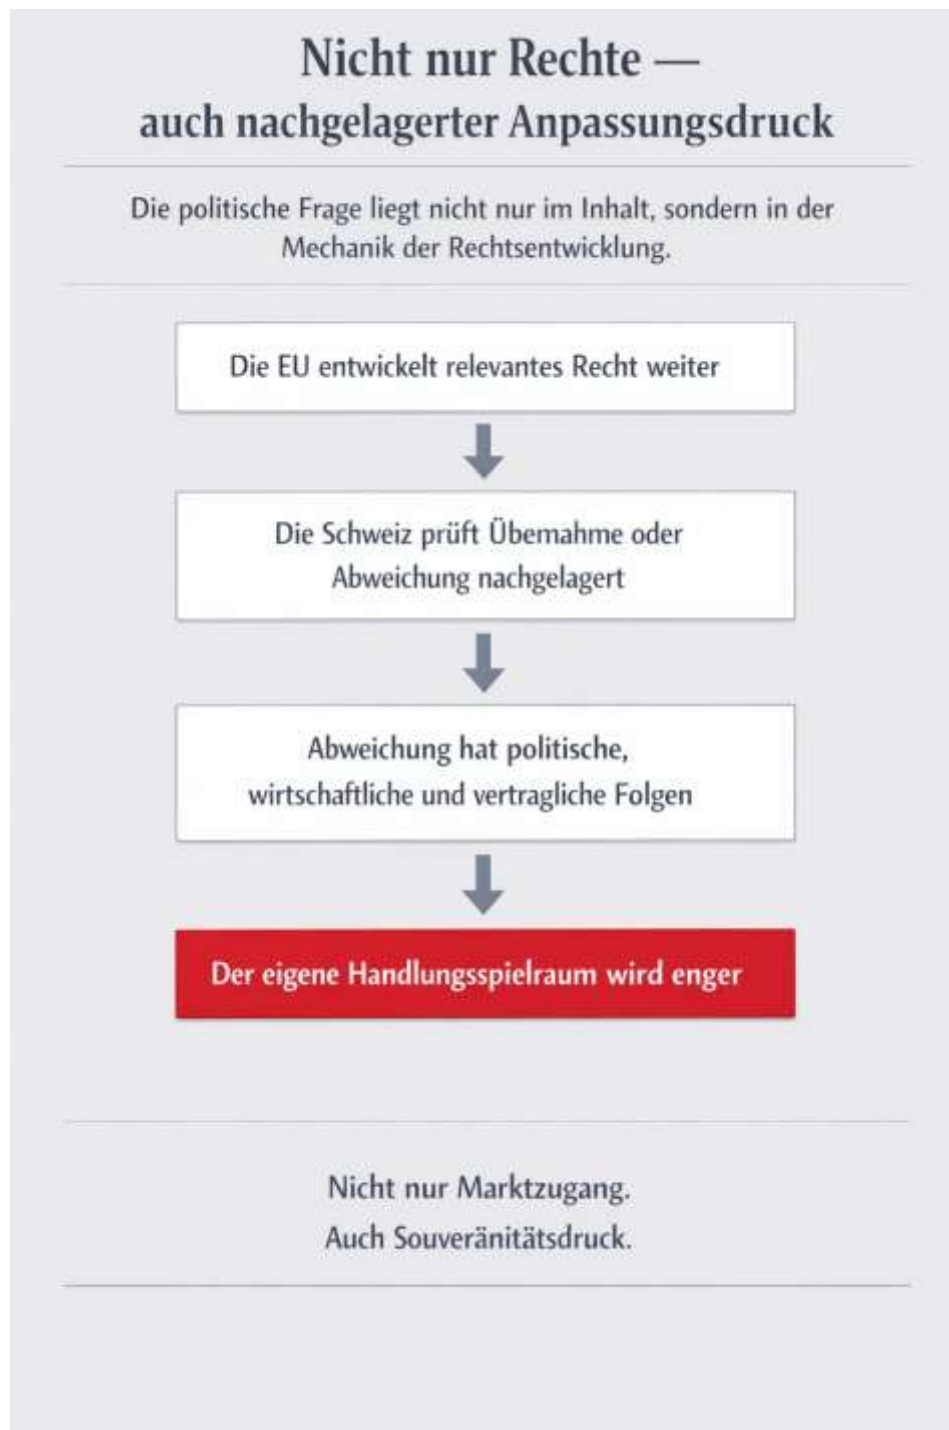 Nicht nur Rechte —
auch nachgelagerter Anpassungsdruck
Die politische Frage liegt nicht nur im Inhalt, sondern in der
Mechanik der Rechtsentwicklung.
Die EU entwickelt relevantes Recht weiter
Die Schweiz prüft Übernahme oder
Abweichung nachgelagert
Abweichung hat politische,
wirtschaftliche und vertragliche Folgen
Der eigene Handlungsspielraum wird enger
Nicht nur Marktzugang.
Auch Souveränitätsdruck.